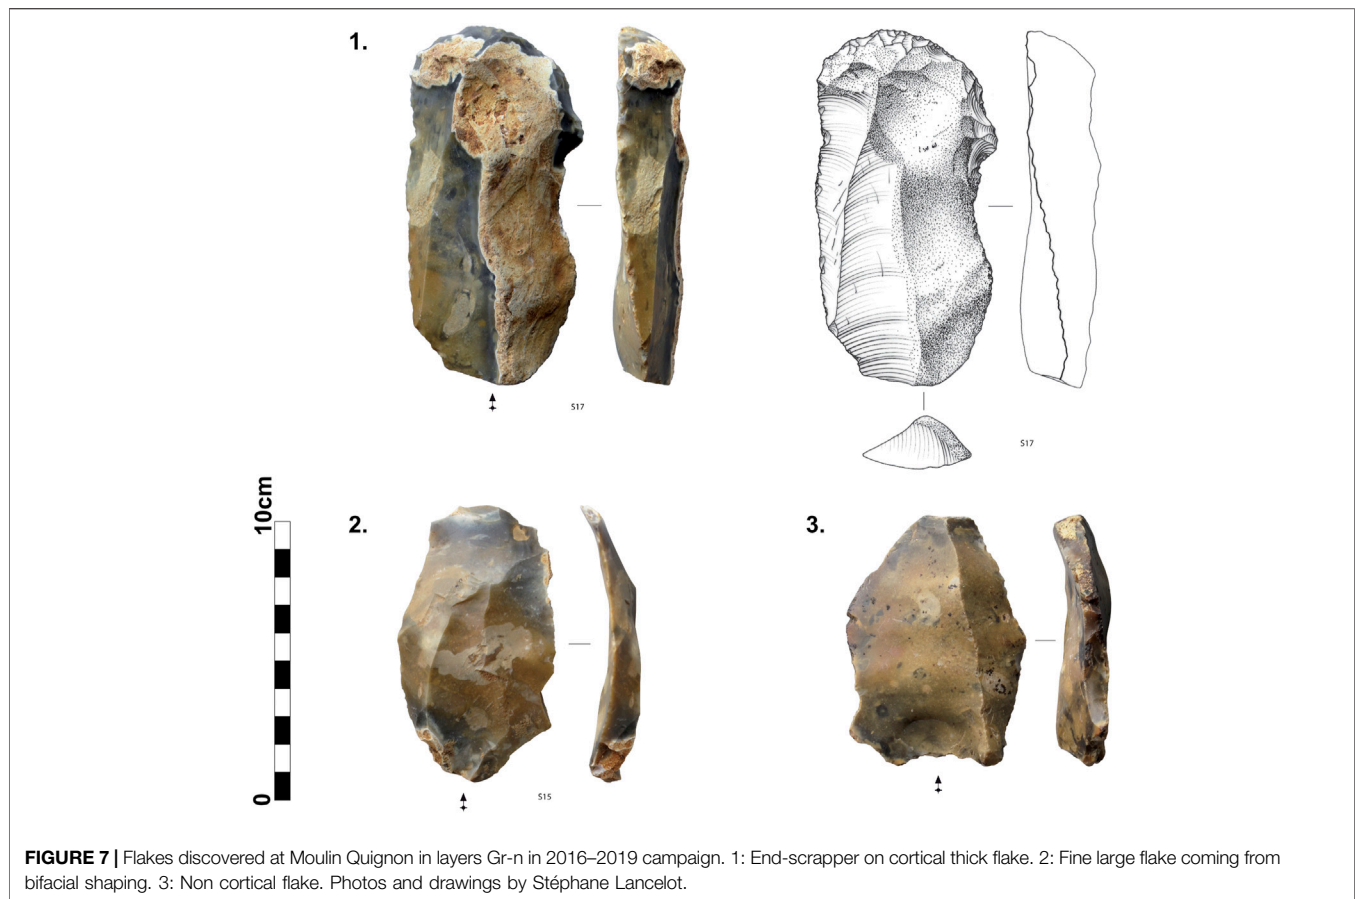 1.
S17
S17
10cm
0
2.
S15
3.
FIGURE 7 | Flakes discovered at Moulin Quignon in layers Gr-n in 2016–2019 campaign. 1: End-scrapper on cortical thick flake. 2: Fine large flake coming from
bifacial shaping. 3: Non cortical flake. Photos and drawings by Stéphane Lancelot.